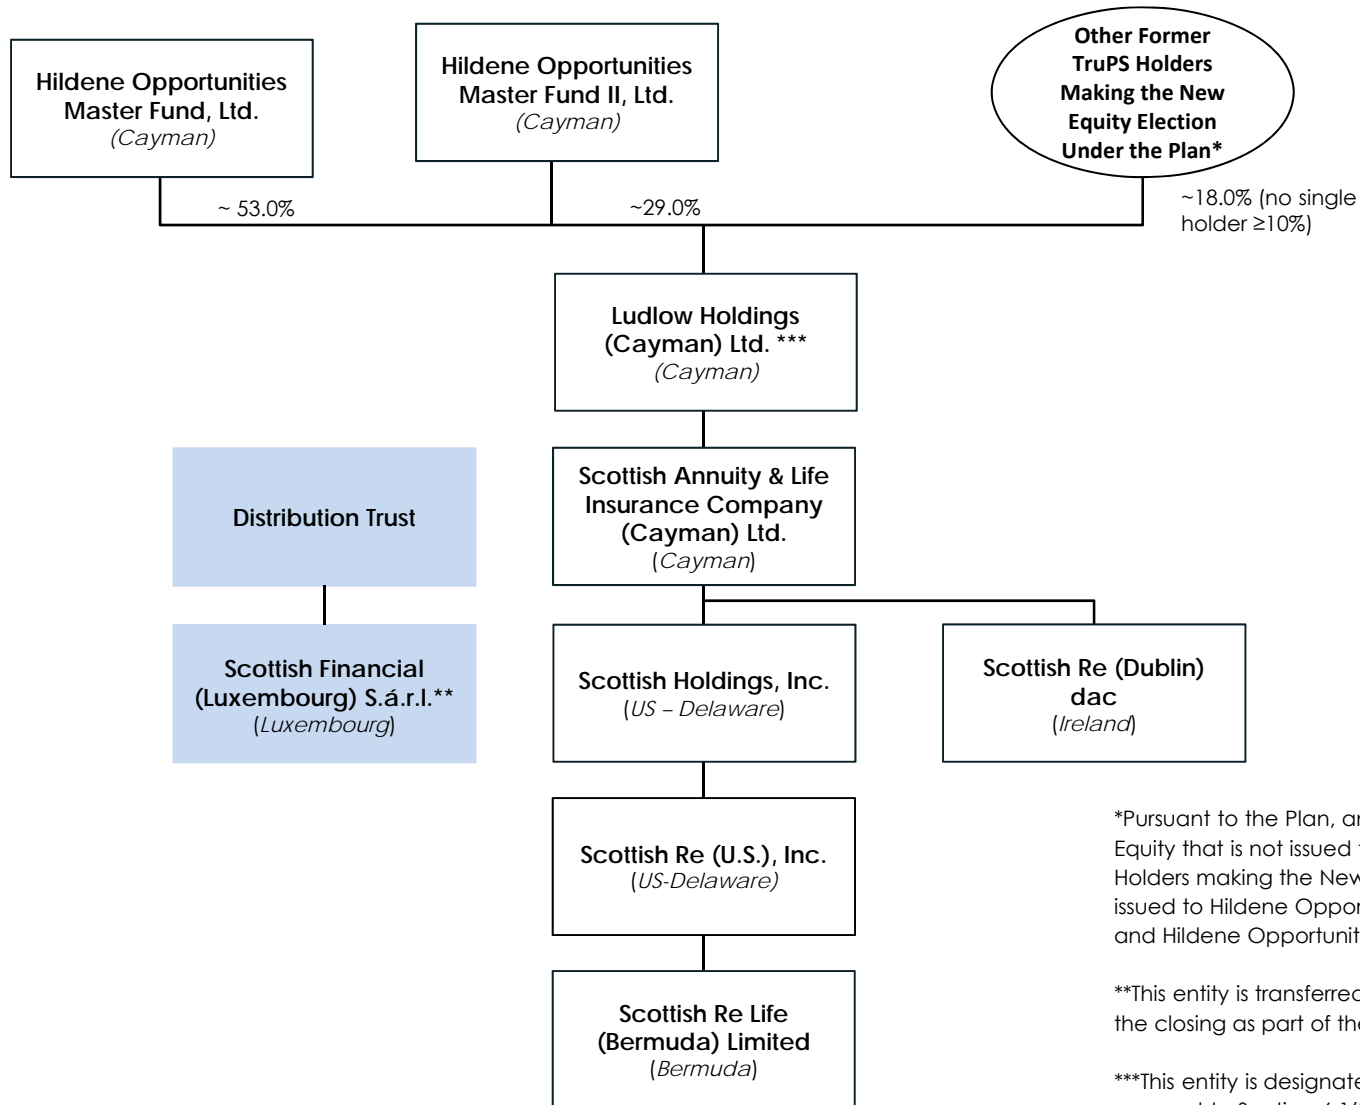 Hildene Opportunities
Master Fund, Ltd.
(Cayman)
Hildene Opportunities
Master Fund II, Ltd.
(Cayman)
Other Former
TruPS Holders
Making the New
Equity Election
Under the Plan*
~ 53.0%
~29.0%
~18.0% (no single
holder ≥10%)
Ludlow Holdings
(Cayman) Ltd. ***
(Cayman)
Distribution Trust
Scottish Annuity & Life
Insurance Company
(Cayman) Ltd.
(Cayman)
Scottish Financial
(Luxembourg) S.á.r.l.**
(Luxembourg)
Scottish Holdings, Inc.
(US – Delaware)
Scottish Re (Dublin)
dac
(Ireland)
Scottish Re (U.S.), Inc.
(US-Delaware)
Scottish Re Life
(Bermuda) Limited
(Bermuda)
*Pursuant to the Plan,
Equity that is not issued
Holders making the New
issued to Hildene
and Hildene
**This entity is transferred
the closing as part of
***This entity is